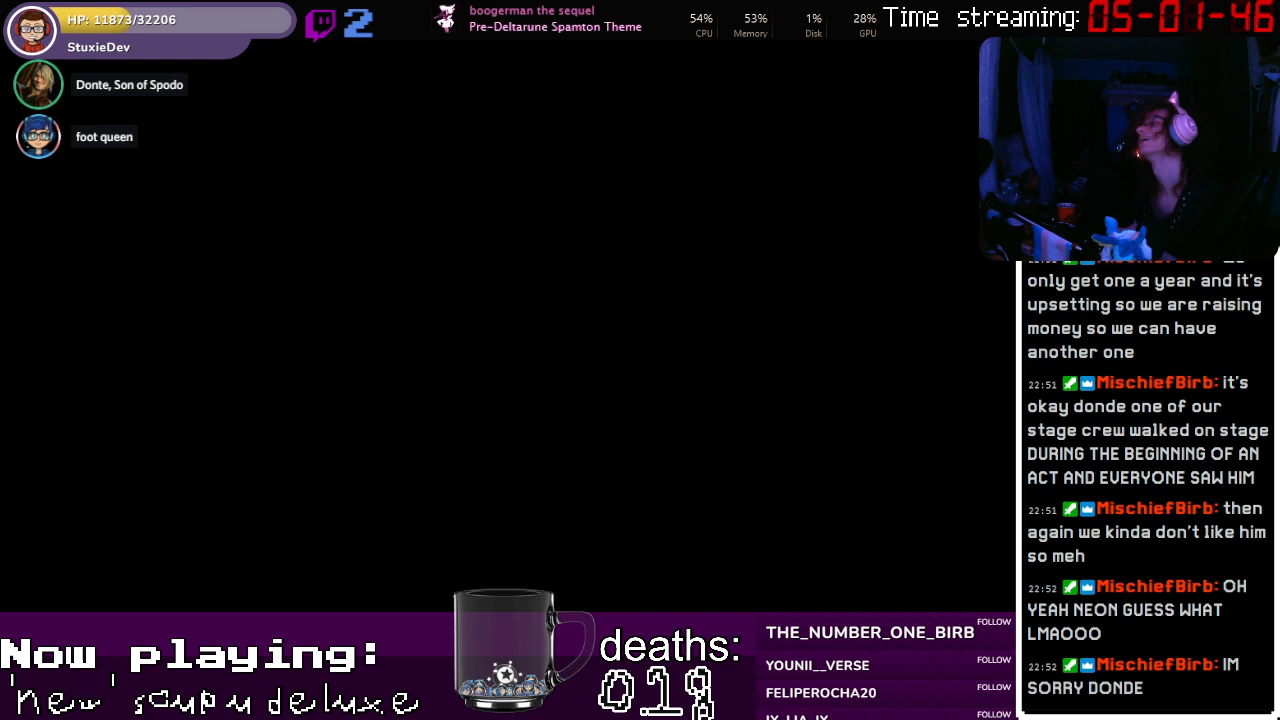 HP: 11873/32206
StuxieDev
2
boogerman the sequel
Pre-Deltarune Spamton Theme
54% 53% 1% 28%
CPU Memory Disk GPU
Time streaming: 05-01-46
Donte, Son of Spodo
foot queen
only get one a year and it's
upsetting so we are raising
money so we can have
another one
22:51 MischiefBirb: it's
okay donde one of our
stage crew walked on stage
DURING THE BEGINNING OF AN
ACT AND EVERYONE SAW HIM
22:51 MischiefBirb: then
again we kinda don't like him
so meh
22:52 MischiefBirb: OH
YEAH NEON GUESS WHAT
LMAOOO
22:52 MischiefBirb: IM
SORRY DONDE
Now playing:
'new' soup u deluxe
deaths:
018
THE_NUMBER_ONE_BIRB FOLLOW
YOUNII__VERSE FOLLOW
FELIPEROCHA20 FOLLOW
FOLLOW